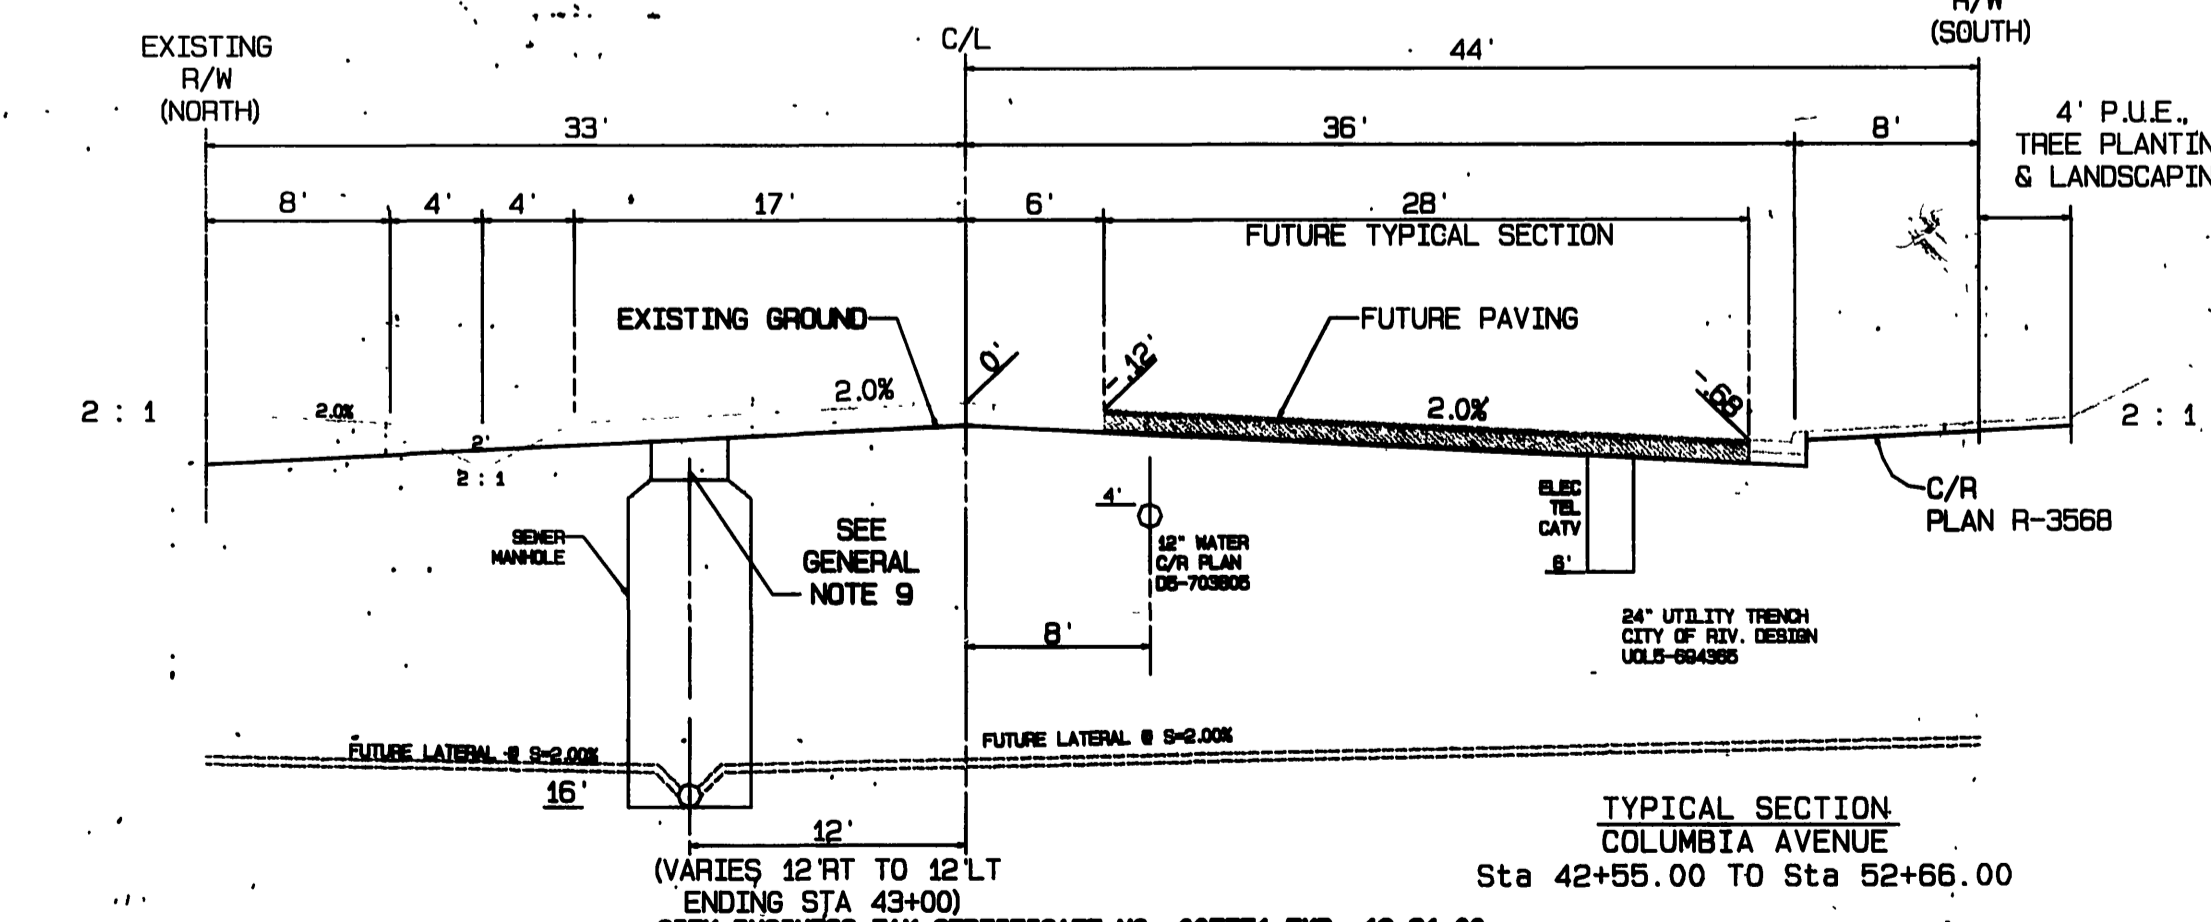 R/W
(SOUTH)
EXISTING
R/W
(NORTH)
C/L
44'
33'
36'
8'
4' P.U.E.,
TREE PLANTIN
& LANDSCAPIN
8'
4'
4'
17'
6'
28'
FUTURE TYPICAL SECTION
EXISTING GROUND
FUTURE PAVING
0'
-.12'
-.68'
2 : 1
2.0%
2.0%
2.0%
2 : 1
2'
2 : 1
SEWER
MANHOLE
SEE
GENERAL
NOTE 9
4'
12" WATER
C/R PLAN
ELEC
TEL
CATV
6'
C/R
PLAN R-3568
24" UTILITY TRENCH
CITY OF RIV. DESIGN
8'
FUTURE LATERAL @ S=2.00%
FUTURE LATERAL @ S=2.00%
16'
12'
(VARIES 12'RT TO 12'LT
ENDING STA 43+00)
TYPICAL SECTION
COLUMBIA AVENUE
Sta 42+55.00 TO Sta 52+66.00